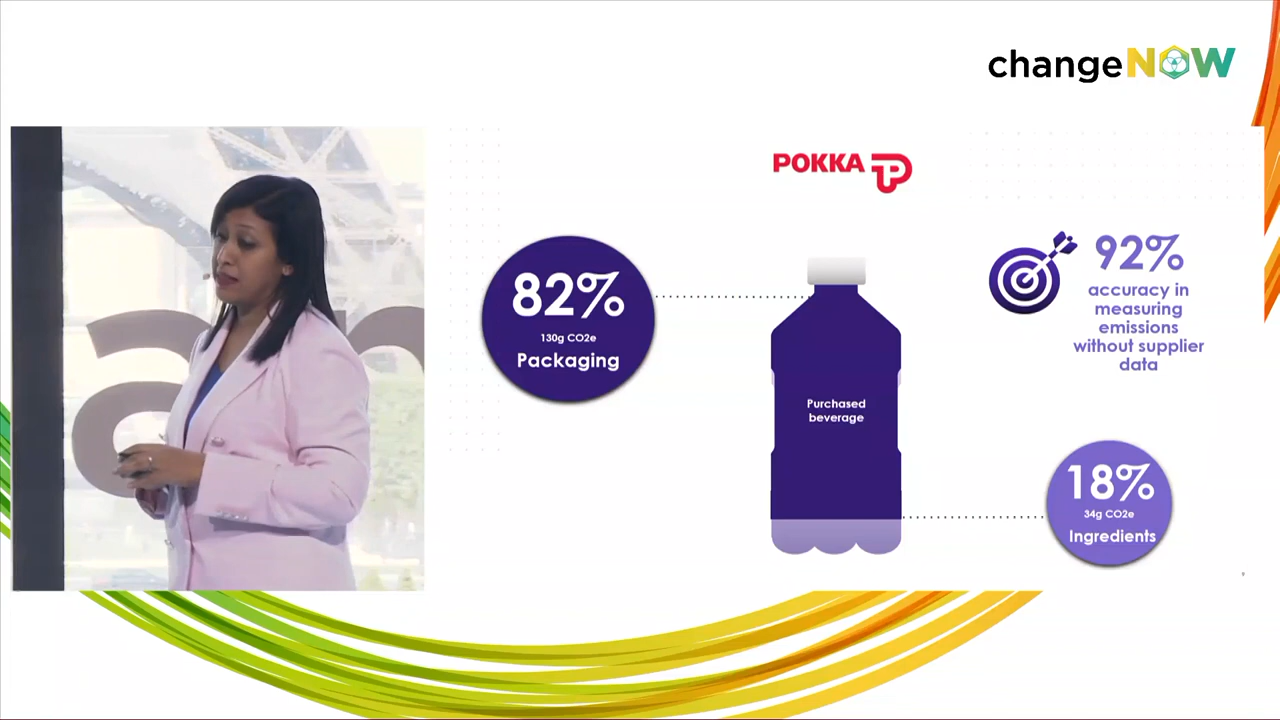 changeNOW
POKKA
82%
130g CO2e
Packaging
Purchased
beverage
92%
accuracy in
measuring
emissions
without supplier
data
18%
34g CO2e
Ingredients